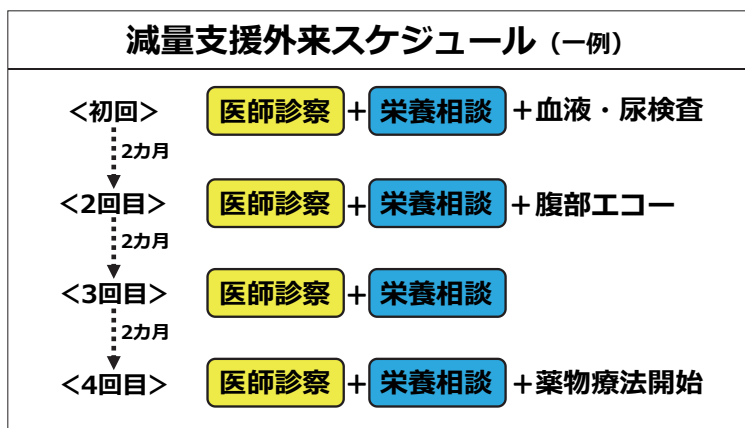 減量支援外来スケジュール（一例）
＜初回＞ 医師診察＋栄養相談＋血液・尿検査
2カ月
＜2回目＞ 医師診察＋栄養相談＋腹部エコー
2カ月
＜3回目＞ 医師診察＋栄養相談
2カ月
＜4回目＞ 医師診察＋栄養相談＋薬物療法開始